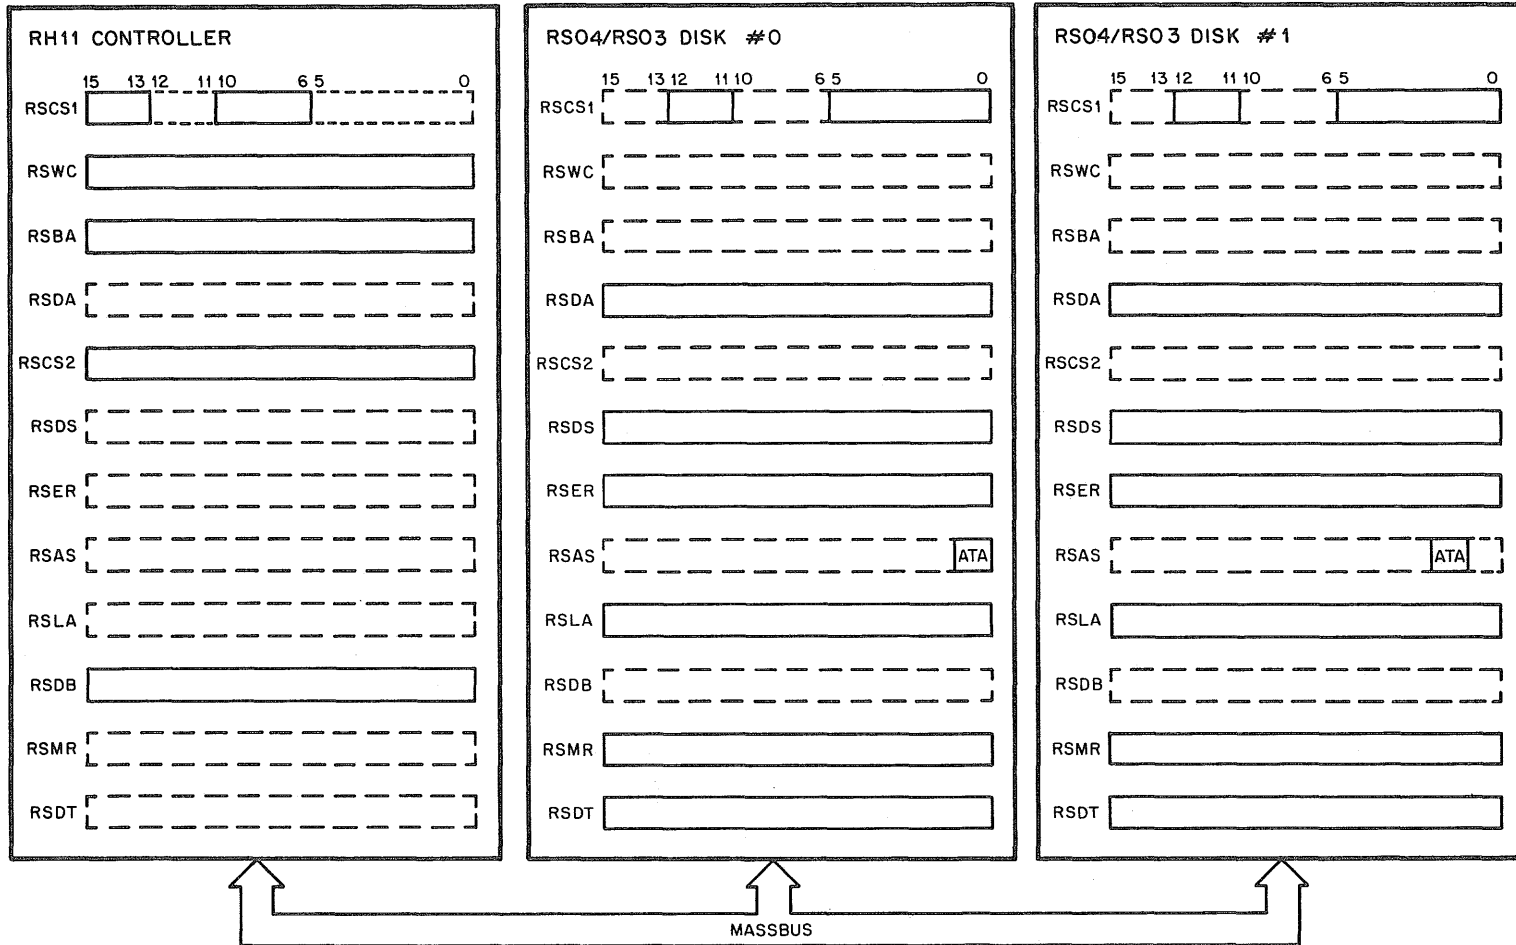 RH11 CONTROLLER
15 13 12 11 10 6 5 0
RSCS1
RSWC
RSBA
RSDA
RSCS2
RSDS
RSER
RSAS
RSLA
RSDB
RSMR
RSDT
RS04/RS03 DISK #0
15 13 12 11 10 6 5 0
RSCS1
RSWC
RSBA
RSDA
RSCS2
RSDS
RSER
RSAS ATA
RSLA
RSDB
RSMR
RSDT
RS04/RS03 DISK #1
15 13 12 11 10 6 5 0
RSCS1
RSWC
RSBA
RSDA
RSCS2
RSDS
RSER
RSAS ATA
RSLA
RSDB
RSMR
RSDT
MASSBUS